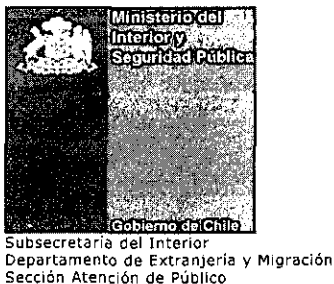 Ministerio del
Interior y
Seguridad Pública
Gobierno de Chile
Subsecretaría del Interior
Departamento de Extranjería y Migración
Sección Atención de Público